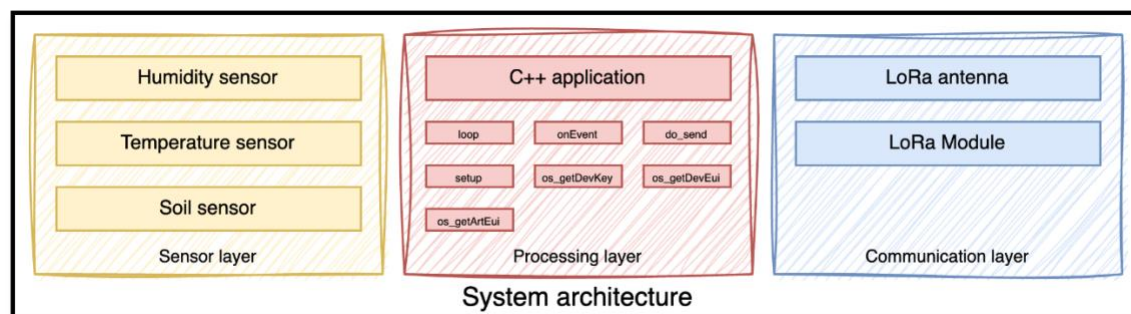 Humidity sensor
Temperature sensor
Soil sensor
Sensor layer
C++ application
loop
onEvent
do_send
setup
os_getDevKey
os_getDevEui
os_getArtEui
Processing layer
LoRa antenna
LoRa Module
Communication layer
System architecture